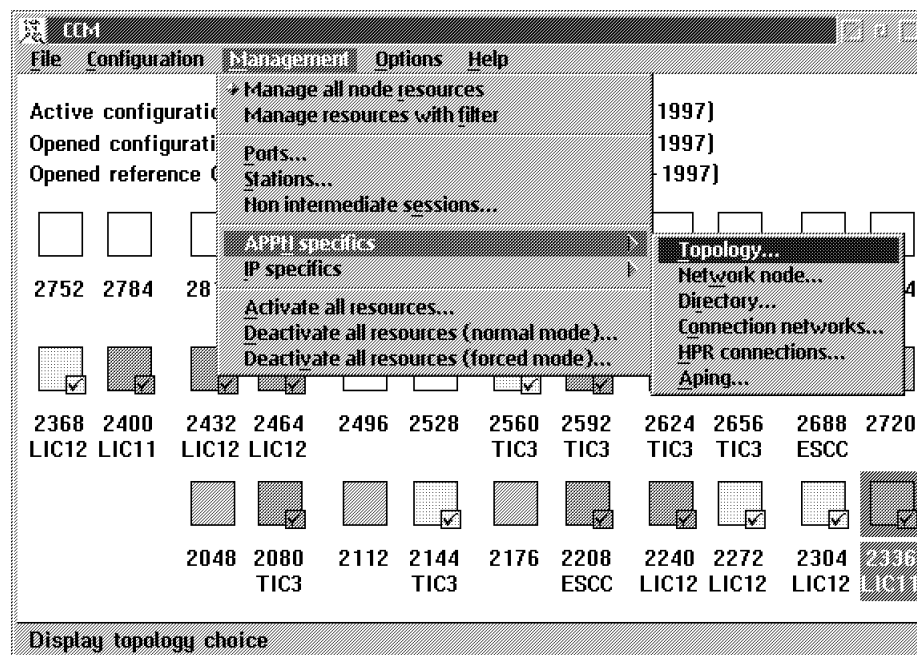 CCM
File Configuration Management Options Help
Manage all node resources
Manage resources with filter
Active configuratio 1997)
Opened configurati 1997)
Opened reference 1997)
Ports...
Stations...
Non intermediate sessions...
APPN specifics
IP specifics
Activate all resources...
Deactivate all resources (normal mode)...
Deactivate all resources (forced mode)...
Topology...
Network node...
Directory...
Connection networks...
HPR connections...
Aping...
2752 2784
2368 2400 2432 2464 2496 2528 2560 2592 2624 2656 2688 2720
LIC12 LIC11 LIC12 LIC12 TIC3 TIC3 TIC3 TIC3 ESCC
2048 2080 2112 2144 2176 2208 2240 2272 2304 2336
TIC3 TIC3 ESCC LIC12 LIC12 LIC12 LIC11
Display topology choice